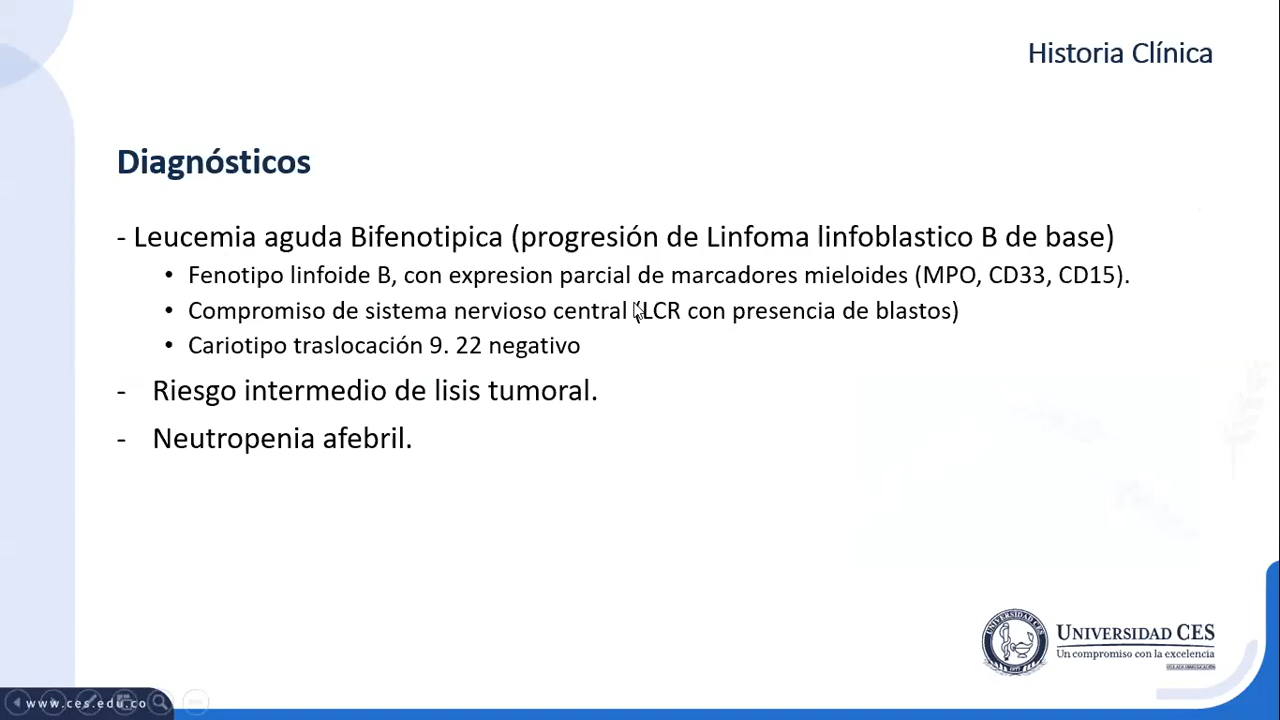 Historia Clínica
Diagnósticos
- Leucemia aguda Bifenotipica (progresión de Linfoma linfoblastico B de base)
• Fenotipo linfoide B, con expresion parcial de marcadores mieloides (MPO, CD33, CD15).
• Compromiso de sistema nervioso central (LCR con presencia de blastos)
• Cariotipo traslocación 9. 22 negativo
- Riesgo intermedio de lisis tumoral.
- Neutropenia afebril.
UNIVERSIDAD CES
Un compromiso con la excelencia
www.ces.edu.co